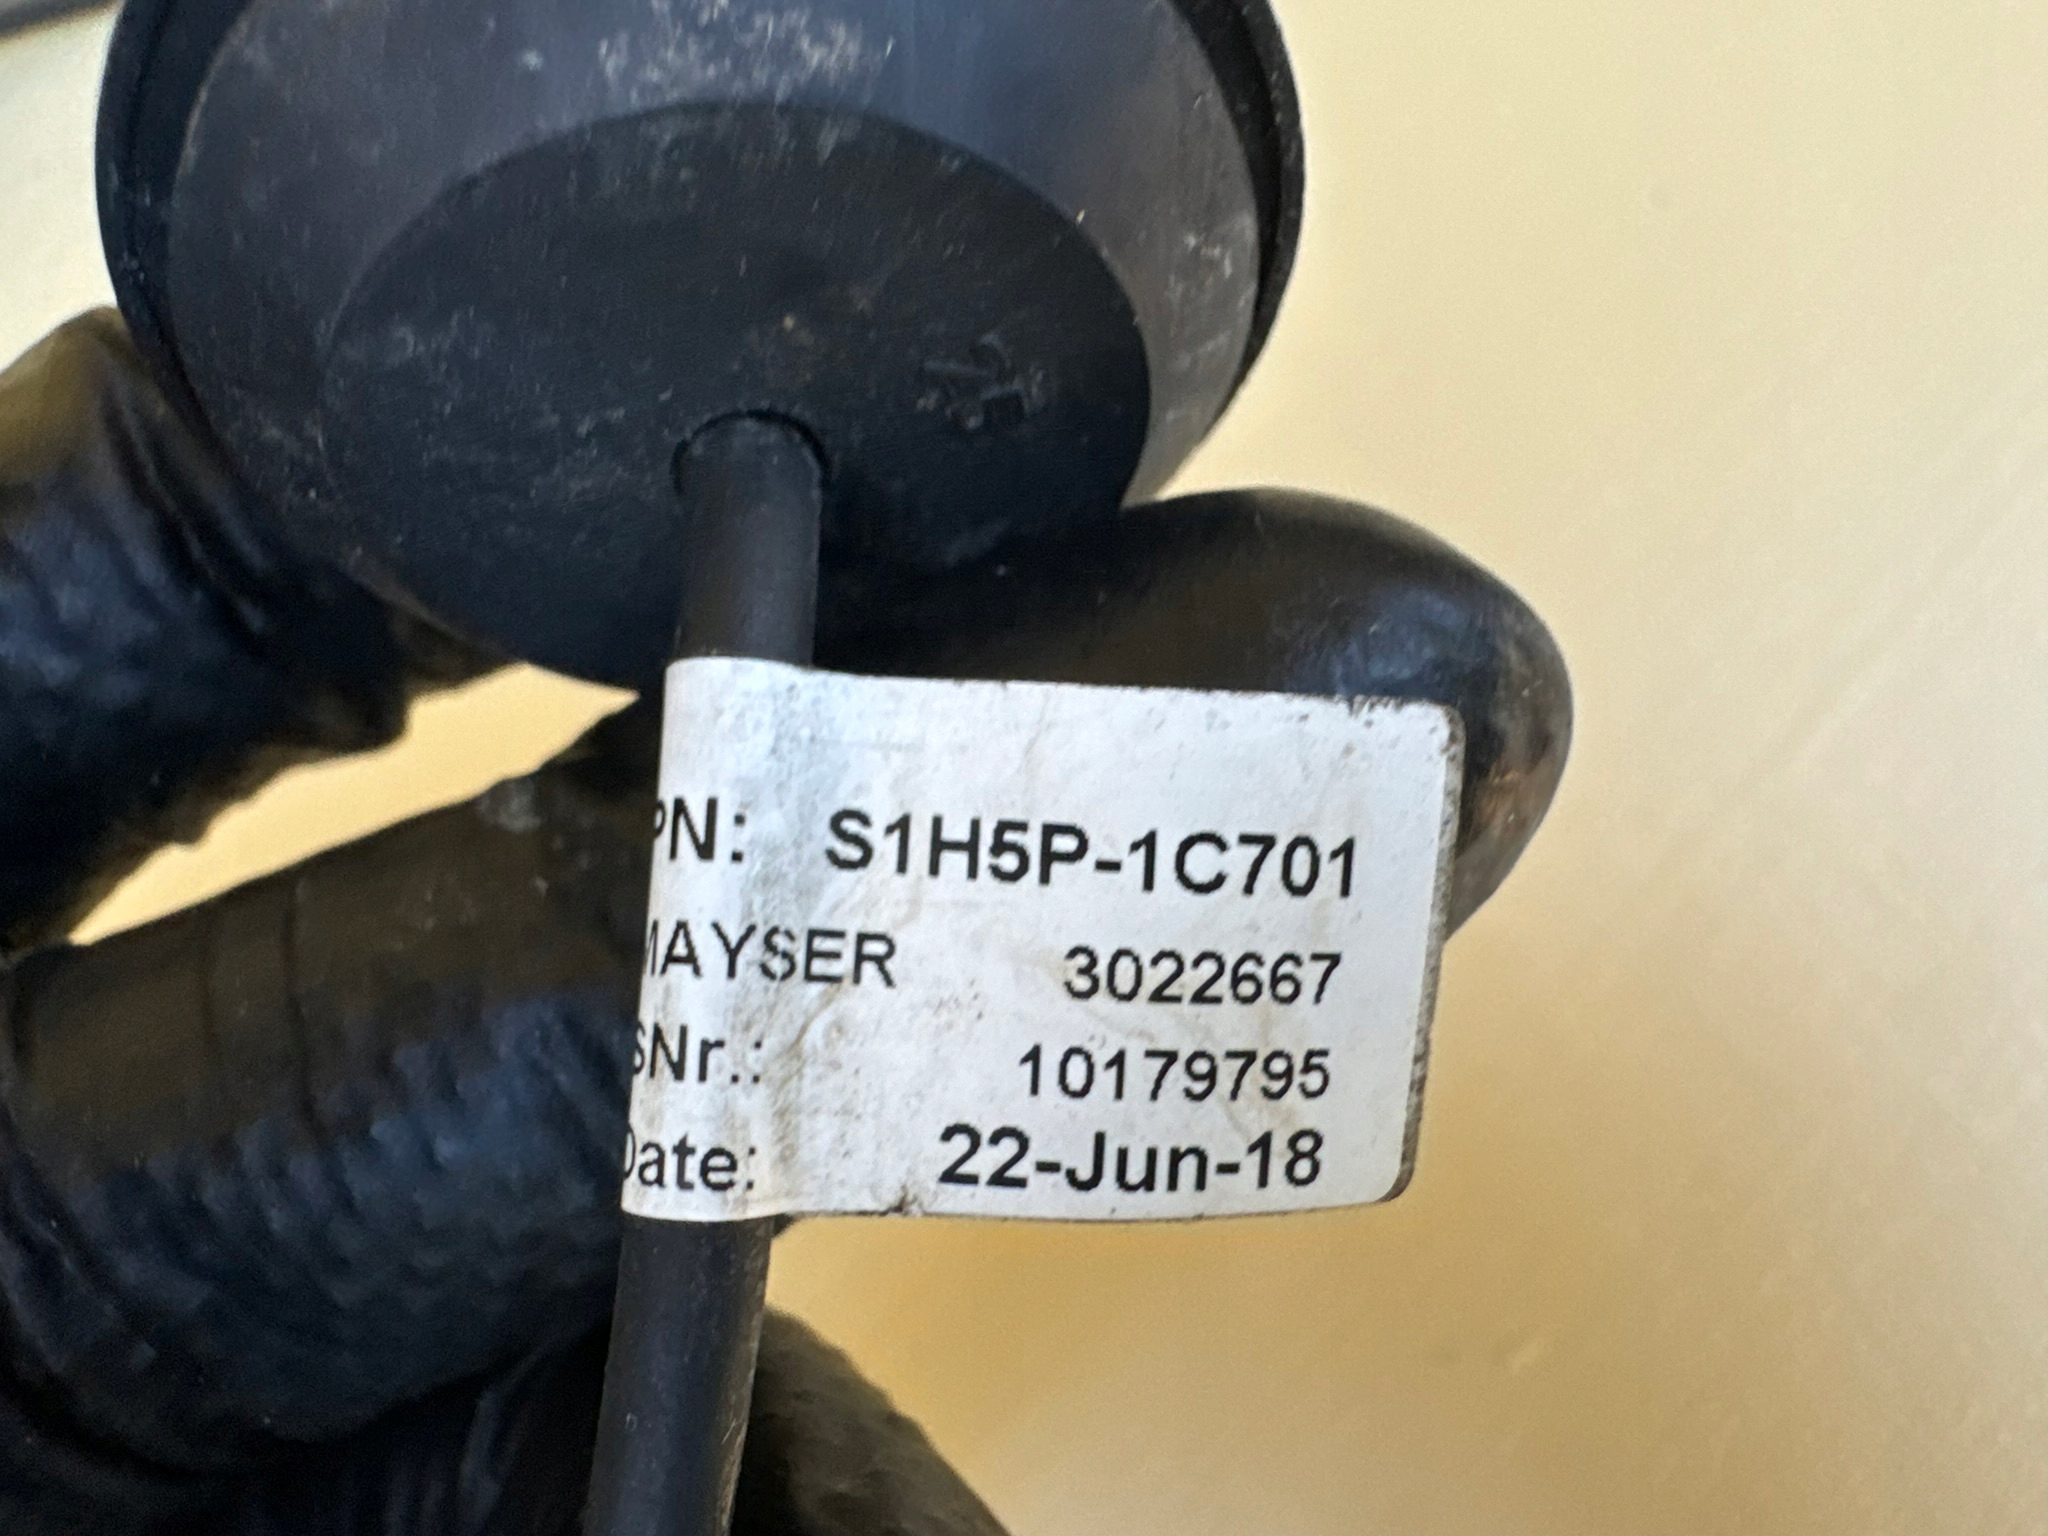 PN: S1H5P-1C701
MAYSER 3022667
SNr.: 10179795
Date: 22-Jun-18